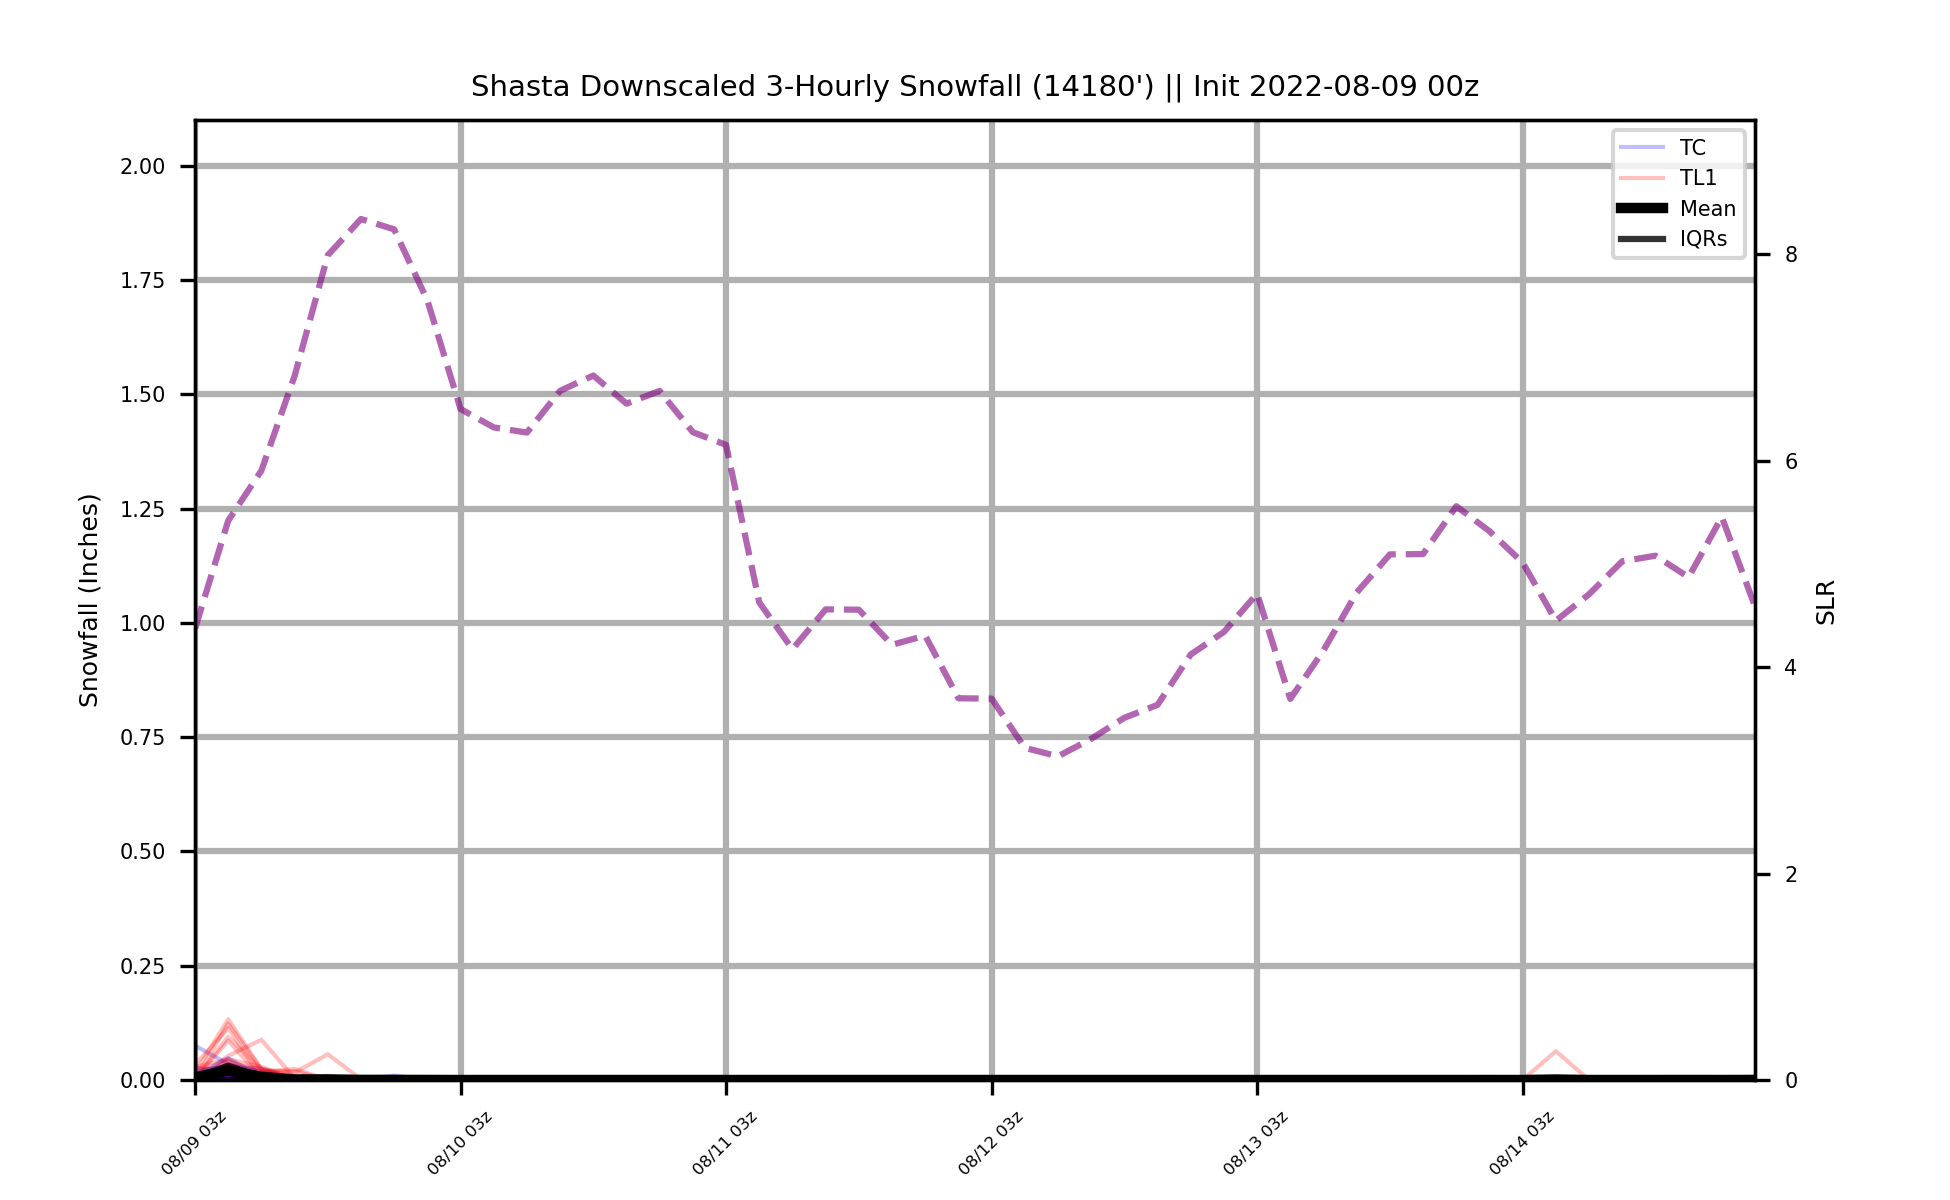 Shasta Downscaled 3-Hourly Snowfall (14180') || Init 2022-08-09 00z
TC
TL1
Mean
IQRs
2.00
1.75
1.50
1.25
1.00
0.75
0.50
0.25
0.00
Snowfall (Inches)
8
6
4
2
0
SLR
08/09 03z
08/10 03z
08/11 03z
08/12 03z
08/13 03z
08/14 03z